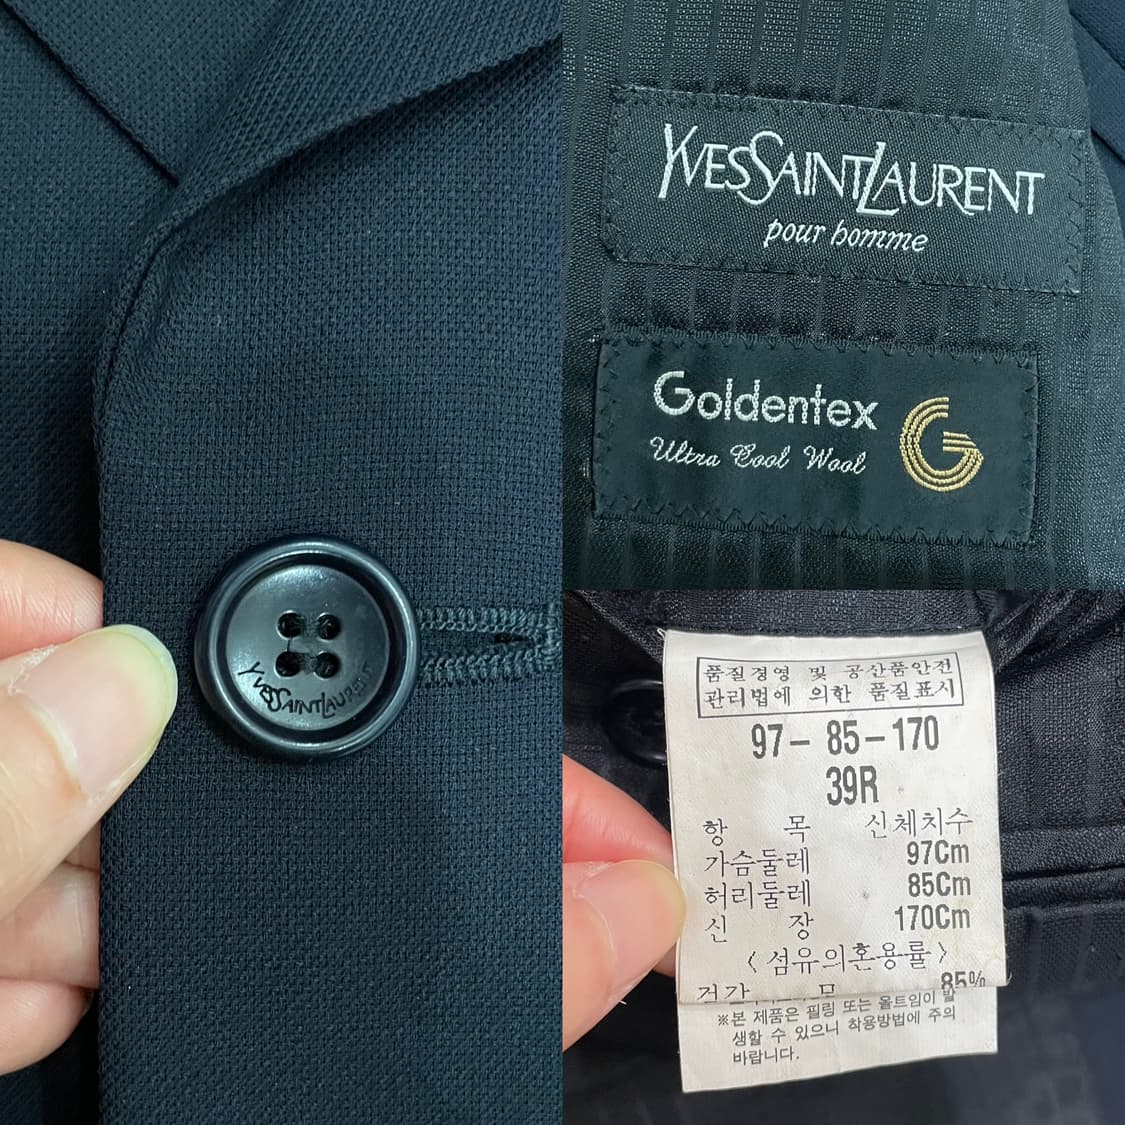 YVESSAINTLAURENT
YVESSAINTLAURENT
pour homme
Goldentex
Ultra Cool Wool
G
품질경영 및 공산품안전
관리법에 의한 품질표시
97-85-170
39R
항 목 신체치수
가슴둘레 97Cm
허리둘레 85Cm
신 장 170Cm
<섬유의혼용률>
85%
※본 제품은 필링 또는 올트임이 발
생할 수 있으니 착용방법에 주의
바랍니다.